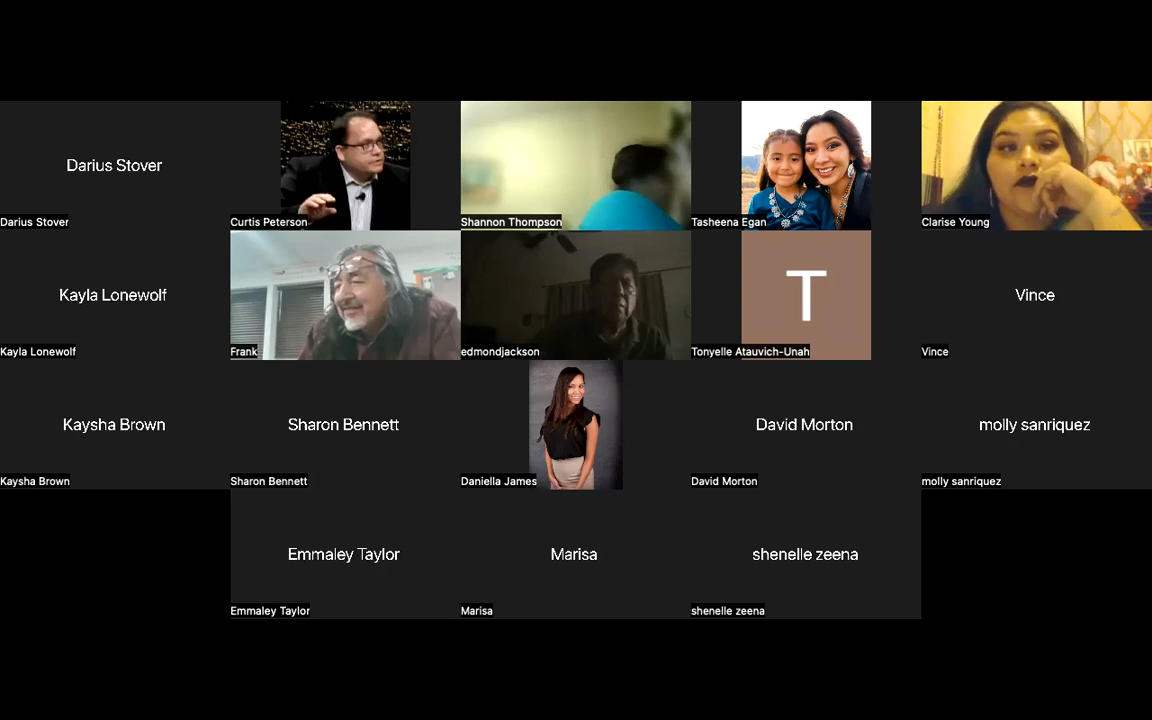 Darius Stover
Darius Stover
Curtis Peterson
Shannon Thompson
Tasheena Egan
Clarise Young
Kayla Lonewolf
T
Vince
Kayla Lonewolf
Frank
edmondjackson
Tonyelle Atauvich-Unah
Vince
Kaysha Brown
Sharon Bennett
David Morton
molly sanriquez
Kaysha Brown
Sharon Bennett
Daniella James
David Morton
molly sanriquez
Emmaley Taylor
Marisa
shenelle zeena
Emmaley Taylor
Marisa
shenelle zeena